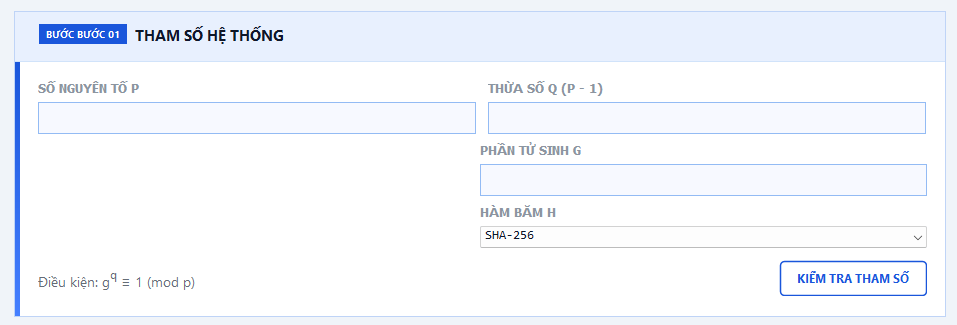 BƯỚC BƯỚC 01 THAM SỐ HỆ THỐNG
SỐ NGUYÊN TỐ P
THỪA SỐ Q (P - 1)
PHẦN TỬ SINH G
HÀM BĂM H
SHA-256
Điều kiện: g^q ≡ 1 (mod p)
KIỂM TRA THAM SỐ